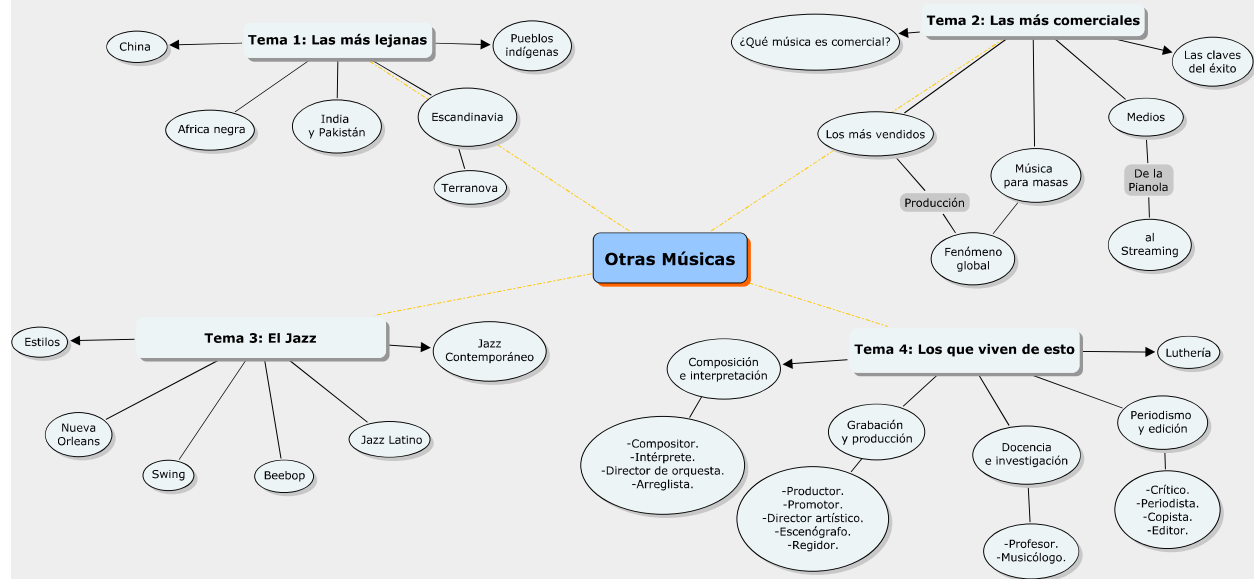 Tema 1: Las más lejanas
China
Pueblos
indígenas
Africa negra
India
y Pakistán
Escandinavia
Terranova
Tema 2: Las más comerciales
¿Qué música es comercial?
Las claves
del éxito
Los más vendidos
Medios
Música
para masas
De la
Pianola
Producción
Fenómeno
global
al
Streaming
Otras Músicas
Tema 3: El Jazz
Estilos
Jazz
Contemporáneo
Nueva
Orleans
Swing
Beebop
Jazz Latino
Tema 4: Los que viven de esto
Composición
e interpretación
Luthería
-Compositor.
-Intérprete.
-Director de orquesta.
-Arreglista.
Grabación
y producción
-Productor.
-Promotor.
-Director artístico.
-Escenógrafo.
-Regidor.
Docencia
e investigación
-Profesor.
-Musicólogo.
Periodismo
y edición
-Crítico.
-Periodista.
-Copista.
-Editor.